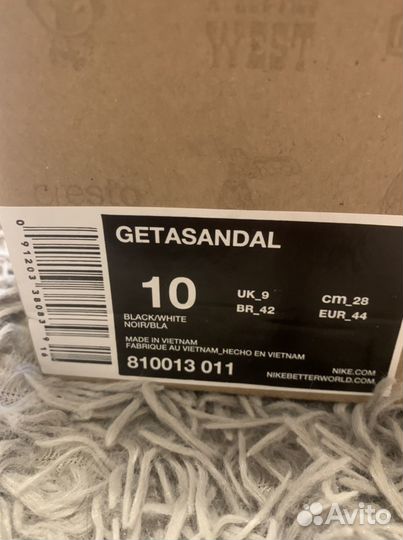 WEST
presto
GETASANDAL
10
UK_9
cm_28
BR_42
EUR_44
BLACK/WHITE
NOIR/BLA
MADE IN VIETNAM
FABRIQUE AU VIETNAM_HECHO EN VIETNAM
810013 011
NIKE.COM
NIKEBETTERWORLD.COM
Avito